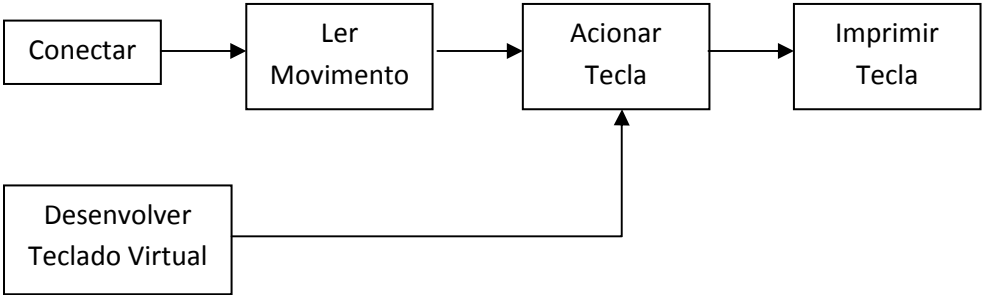 Conectar
Ler
Movimento
Acionar
Tecla
Imprimir
Tecla
Desenvolver
Teclado Virtual